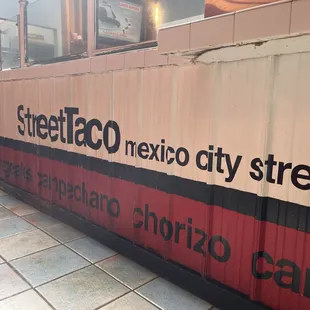 StreetTaco mexico city stre
campechano chorizo ca